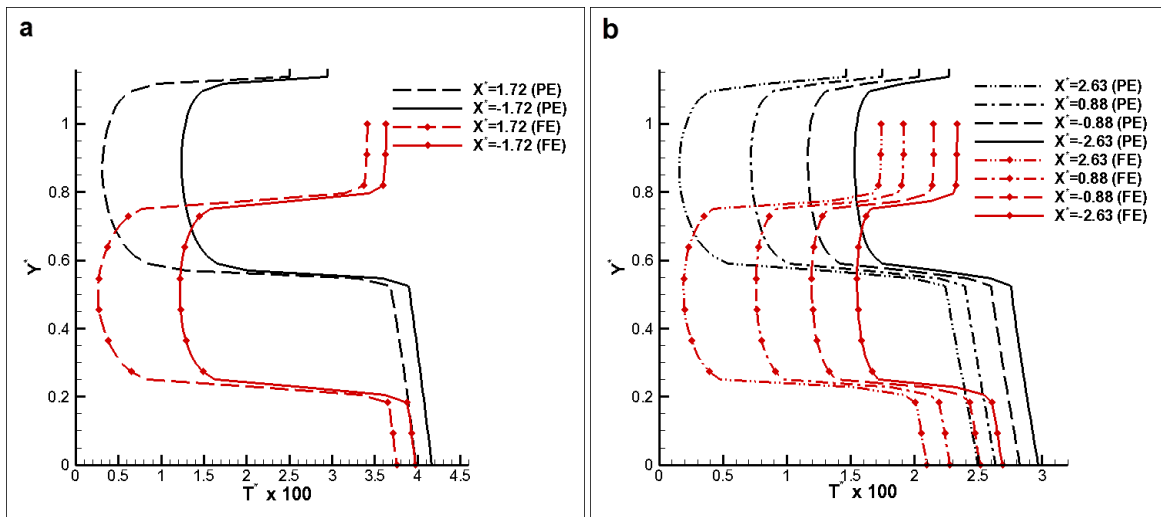 a
Y*
1
0.8
0.6
0.4
0.2
0
0 0.5 1 1.5 2 2.5 3 3.5 4 4.5
T* x 100
X*=1.72 (PE)
X*=-1.72 (PE)
X*=1.72 (FE)
X*=-1.72 (FE)
b
Y*
1
0.8
0.6
0.4
0.2
0
0 0.5 1 1.5 2 2.5 3
T* x 100
X*=2.63 (PE)
X*=0.88 (PE)
X*=-0.88 (PE)
X*=-2.63 (PE)
X*=2.63 (FE)
X*=0.88 (FE)
X*=-0.88 (FE)
X*=-2.63 (FE)